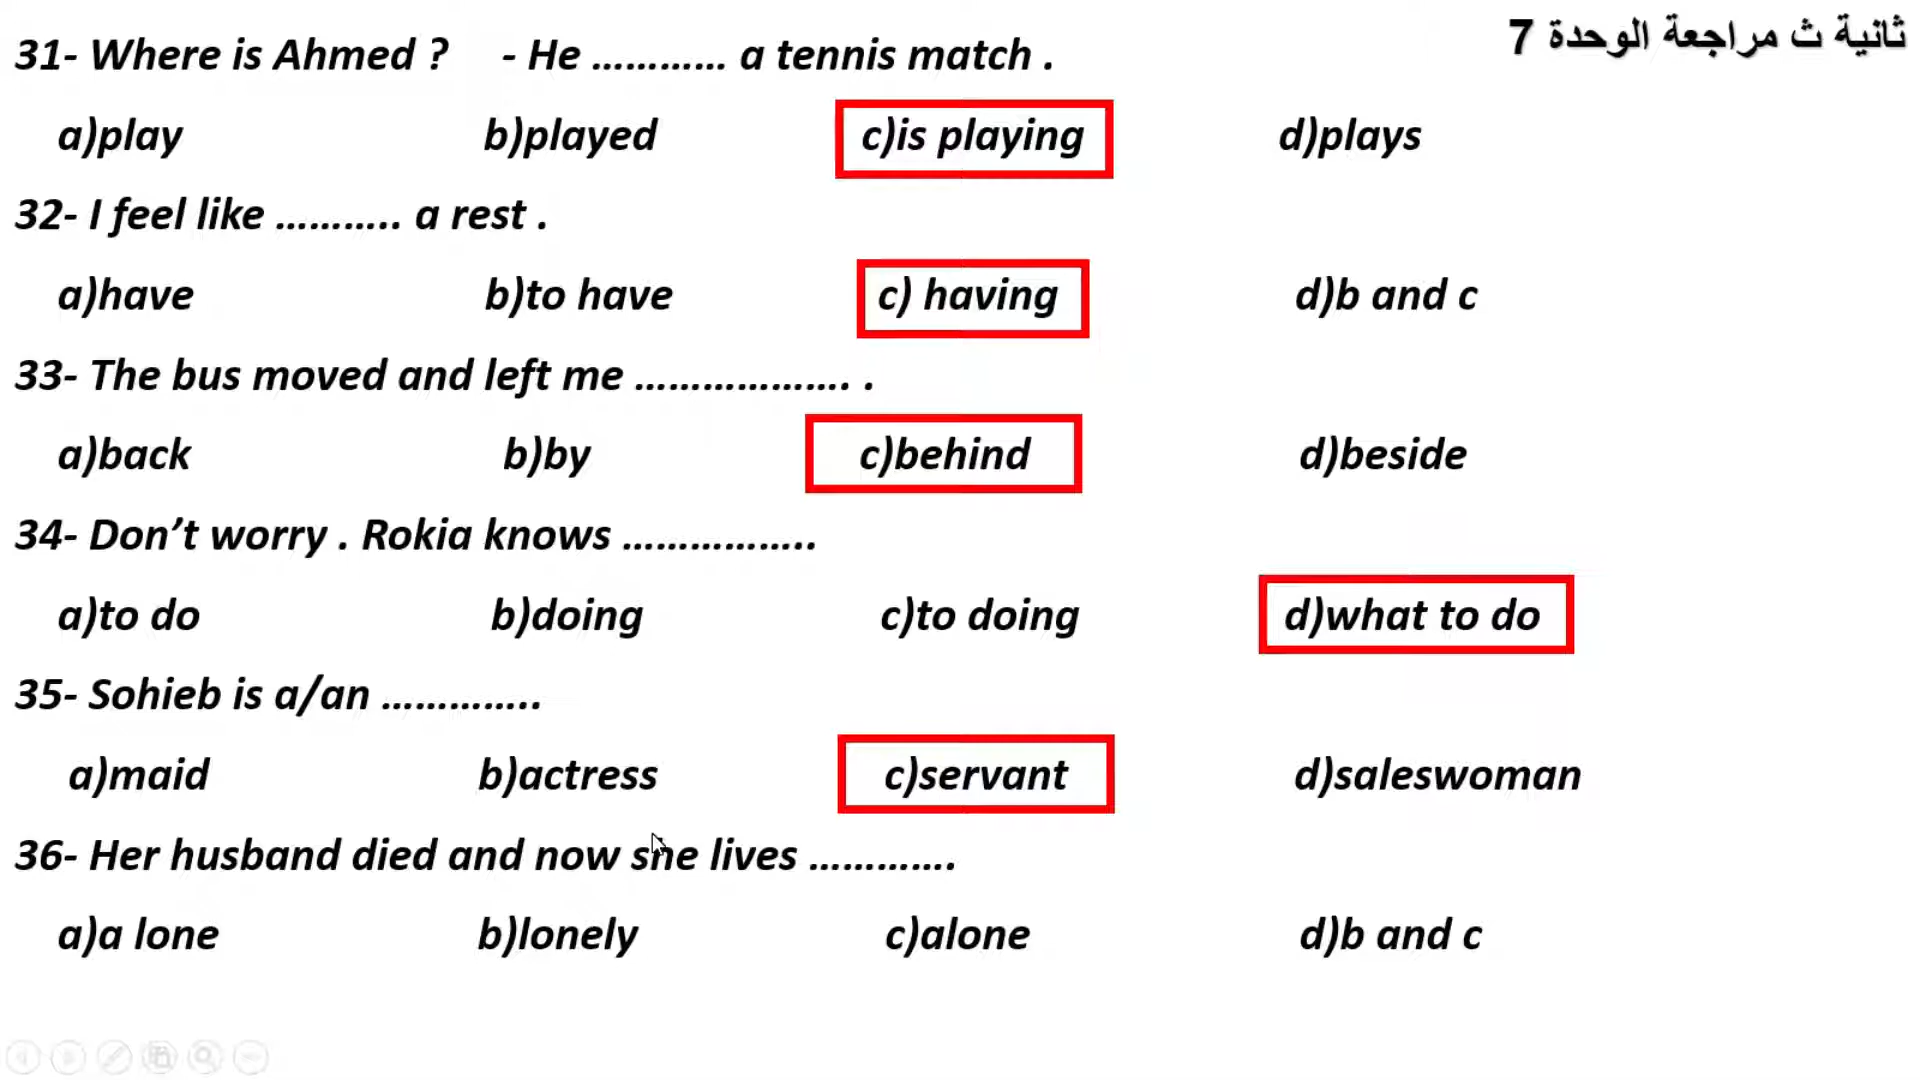 ثانية ث مراجعة الوحدة 7
31- Where is Ahmed ? - He ………… a tennis match .
a)play b)played c)is playing d)plays
32- I feel like ……….. a rest .
a)have b)to have c) having d)b and c
33- The bus moved and left me ………………. .
a)back b)by c)behind d)beside
34- Don’t worry . Rokia knows ……………..
a)to do b)doing c)to doing d)what to do
35- Sohieb is a/an …………..
a)maid b)actress c)servant d)saleswoman
36- Her husband died and now she lives ………….
a)a lone b)lonely c)alone d)b and c